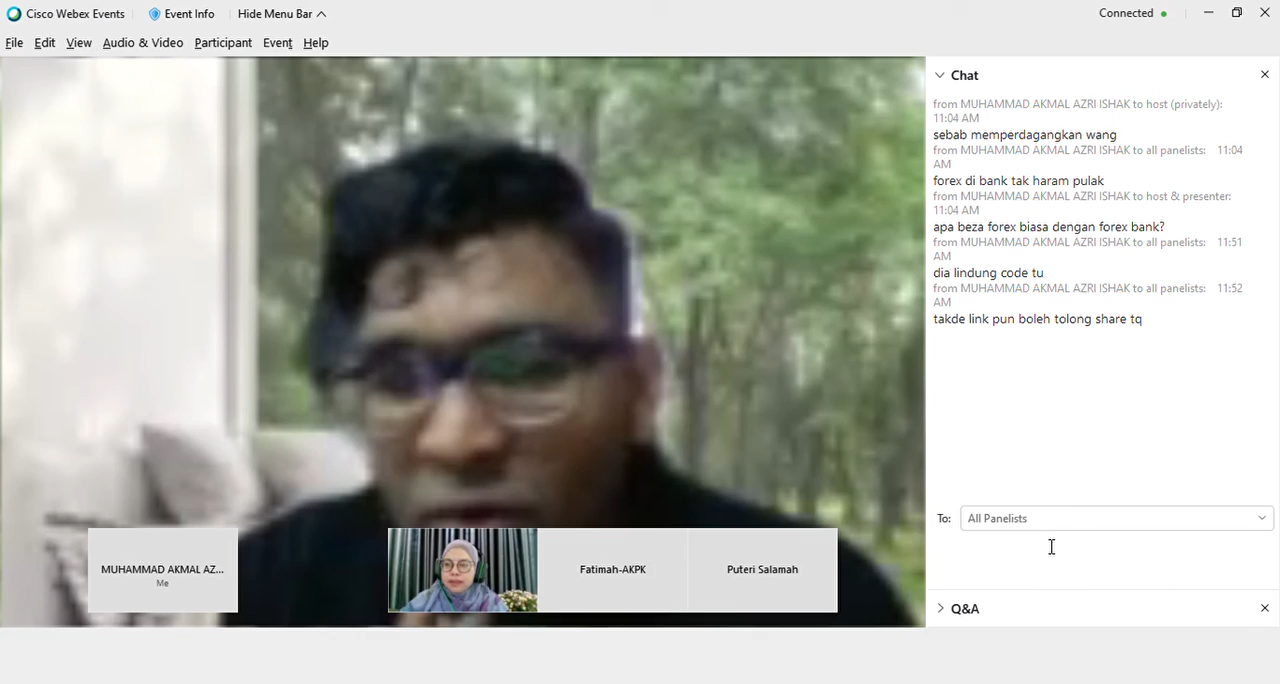 Cisco Webex Events
Event Info
Hide Menu Bar
Connected
File Edit View Audio & Video Participant Event Help
Chat
from MUHAMMAD AKMAL AZRI ISHAK to host (privately):
11:04 AM
sebab memperdagangkan wang
from MUHAMMAD AKMAL AZRI ISHAK to all panelists: 11:04
AM
forex di bank tak haram pulak
from MUHAMMAD AKMAL AZRI ISHAK to host & presenter:
11:04 AM
apa beza forex biasa dengan forex bank?
from MUHAMMAD AKMAL AZRI ISHAK to all panelists: 11:51
AM
dia lindung code tu
from MUHAMMAD AKMAL AZRI ISHAK to all panelists: 11:52
AM
takde link pun boleh tolong share tq
To: All Panelists
Q&A
MUHAMMAD AKMAL AZ...
Me
Fatimah-AKPK
Puteri Salamah